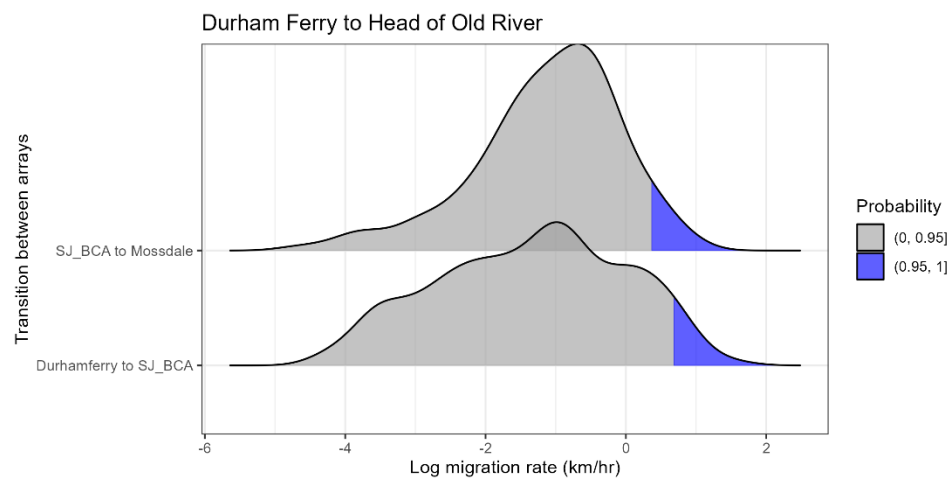 Durham Ferry to Head of Old River
Transition between arrays
SJ_BCA to Mossdale
Durhamferry to SJ_BCA
-6 -4 -2 0 2
Log migration rate (km/hr)
Probability
(0, 0.95]
(0.95, 1]